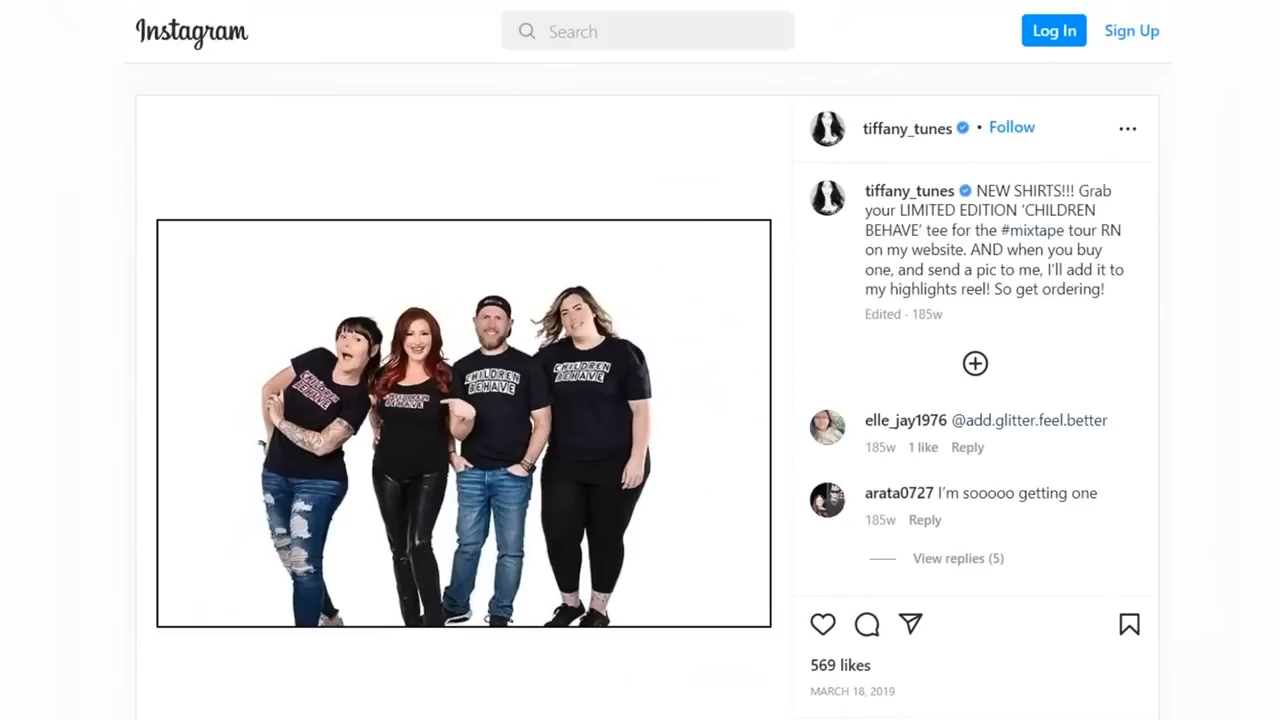 Instagram
Search
Log In
Sign Up
tiffany_tunes • Follow
tiffany_tunes NEW SHIRTS!!! Grab
your LIMITED EDITION ‘CHILDREN
BEHAVE’ tee for the #mixtape tour RN
on my website. AND when you buy
one, and send a pic to me, I’ll add it to
my highlights reel! So get ordering!
Edited · 185w
elle_jay1976 @add.glitter.feel.better
185w 1 like Reply
arata0727 I’m sooooo getting one
185w Reply
View replies (5)
569 likes
MARCH 18, 2019
CHILDREN
BEHAVE
CHILDREN
BEHAVE
CHILDREN
BEHAVE
CHILDREN
BEHAVE